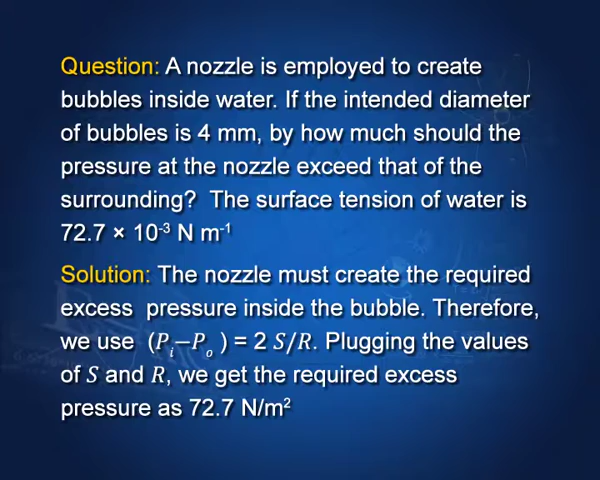 Question: A nozzle is employed to create
bubbles inside water. If the intended diameter
of bubbles is 4 mm, by how much should the
pressure at the nozzle exceed that of the
surrounding? The surface tension of water is
72.7 × 10⁻³ N m⁻¹
Solution: The nozzle must create the required
excess pressure inside the bubble. Therefore,
we use (Pᵢ−Pₒ ) = 2 S/R. Plugging the values
of S and R, we get the required excess
pressure as 72.7 N/m²